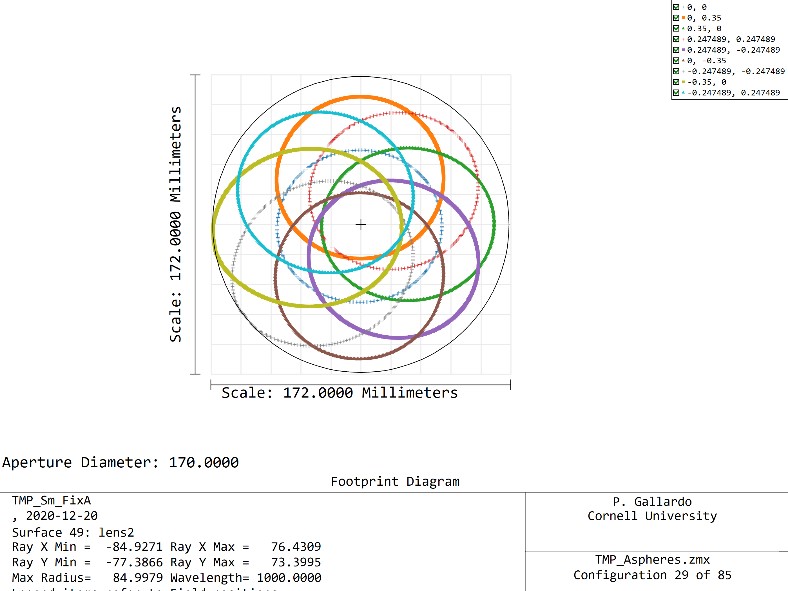 0, 0
0, 0.35
0.35, 0
0.247489, 0.247489
0.247489, -0.247489
0, -0.35
-0.247489, -0.247489
-0.35, 0
-0.247489, 0.247489
Scale: 172.0000 Millimeters
Scale: 172.0000 Millimeters
Aperture Diameter: 170.0000
Footprint Diagram
TMP_Sm_FixA
, 2020-12-20
Surface 49: lens2
Ray X Min = -84.9271 Ray X Max = 76.4309
Ray Y Min = -77.3866 Ray Y Max = 73.3995
Max Radius= 84.9979 Wavelength= 1000.0000
P. Gallardo
Cornell University
TMP_Aspheres.zmx
Configuration 29 of 85